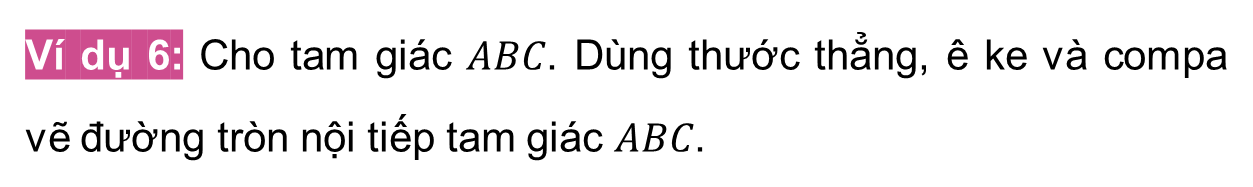 Ví dụ 6: Cho tam giác ABC. Dùng thước thẳng, ê ke và compa
vẽ đường tròn nội tiếp tam giác ABC.